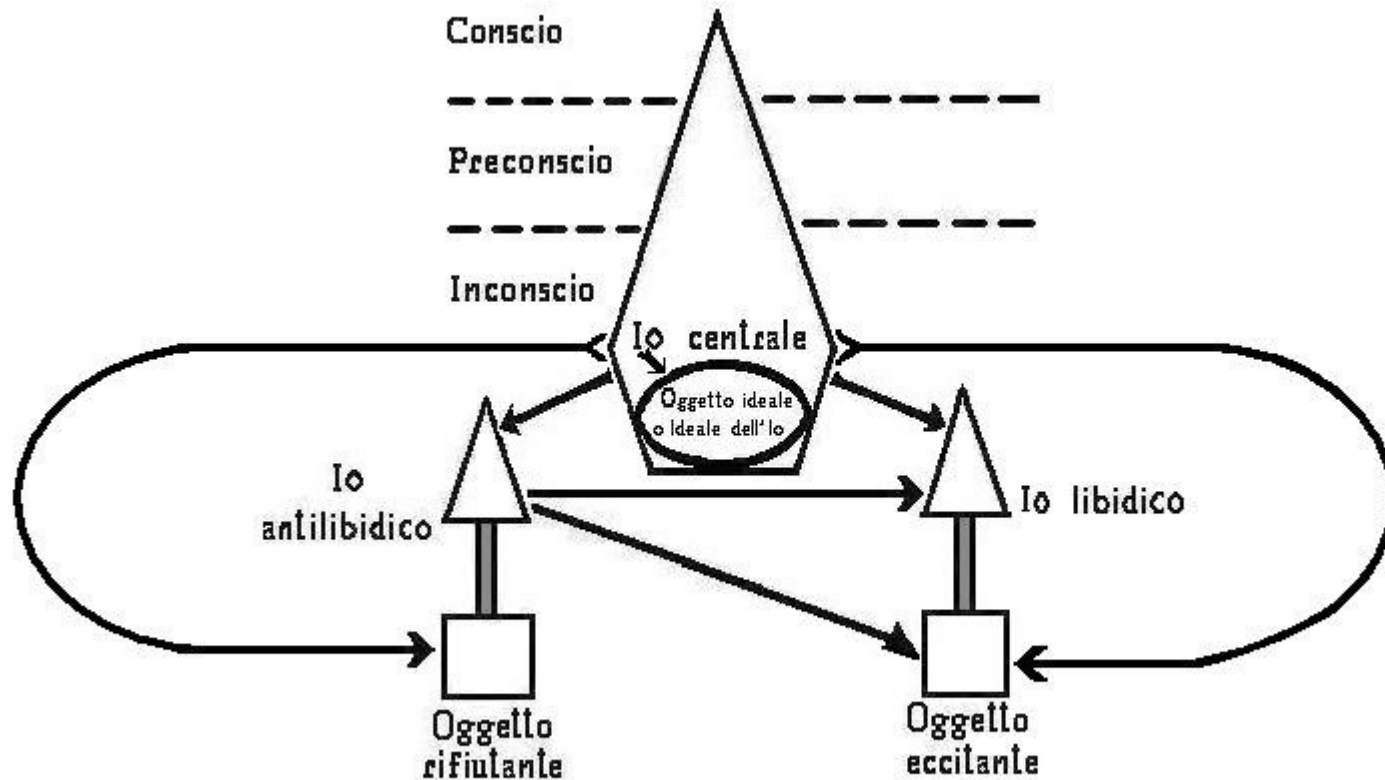 Conscio
Preconscio
Inconscio
Io centrale
Oggetto ideale
o Ideale dell'Io
Io
antilibidico
Io libidico
Oggetto
rifiutante
Oggetto
eccitante